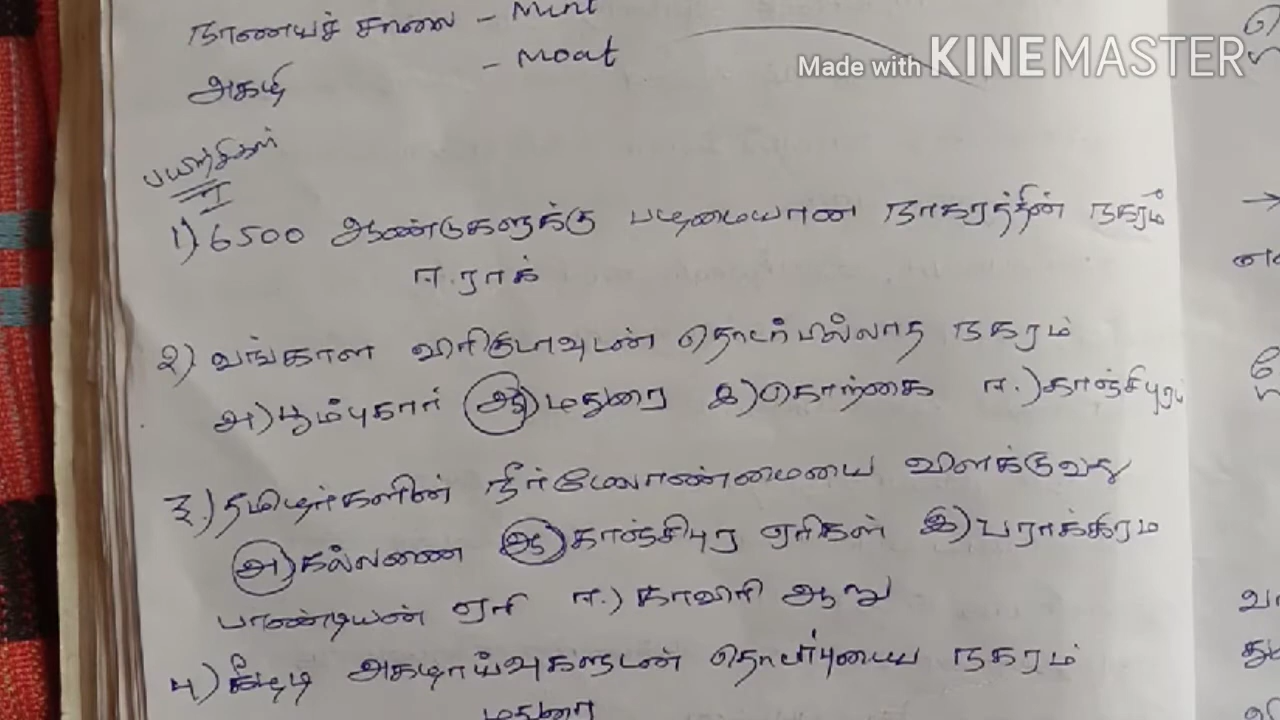 நாணயச் சாலை - Mint
அகழி - Moat
Made with KINEMASTER
பயிற்சிகள்
I
1) 6500 ஆண்டுகளுக்கு படிமையான நாகரத்தின் நகரம்
ஈ. ராக்
2) வங்காள விரிகுடாவுடன் தொடர்பில்லாத நகரம்
அ) பூம்புகார் ஆ) மதுரை இ) கொற்கை ஈ.) காஞ்சிபுரம்
3.) தமிழர்களின் நீர்மேலாண்மையை விளக்குவது
அ) கல்லணை ஆ) காஞ்சிபுர ஏரிகள் இ) பராக்கிரம
பாண்டியன் ஏரி ஈ.) காவிரி ஆறு
4) கீழடி அகழாய்வுகளுடன் தொடர்புயை நகரம்
மதுரை